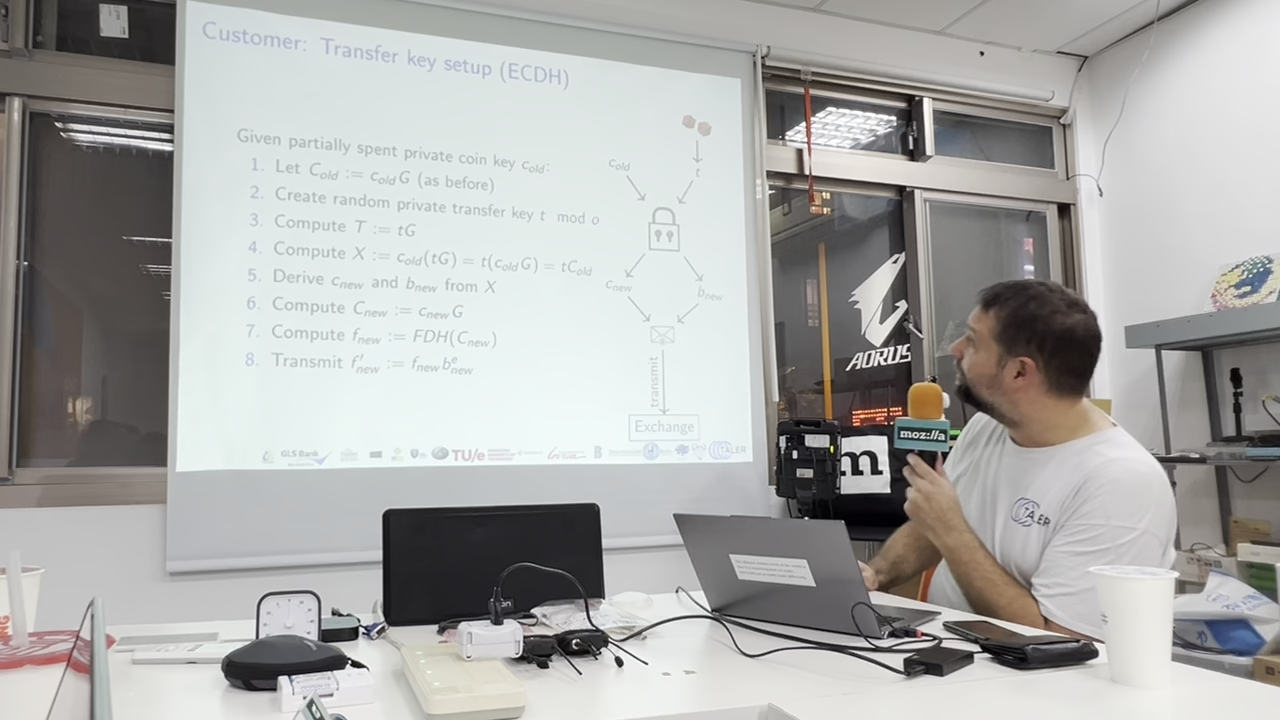 Customer: Transfer key setup (ECDH)
Given partially spent private coin key c_old:
1. Let C_old := c_old G (as before)
2. Create random private transfer key t mod o
3. Compute T := tG
4. Compute X := c_old(tG) = t(c_old G) = tC_old
5. Derive c_new and b_new from X
6. Compute C_new := c_new G
7. Compute f_new := FDH(C_new)
8. Transmit f'_new := f_new b^e_new
c_old
t
c_new
b_new
transmit
Exchange
GLS Bank
TU/e
B
TALER
AORUS
moz://a
m
TALER